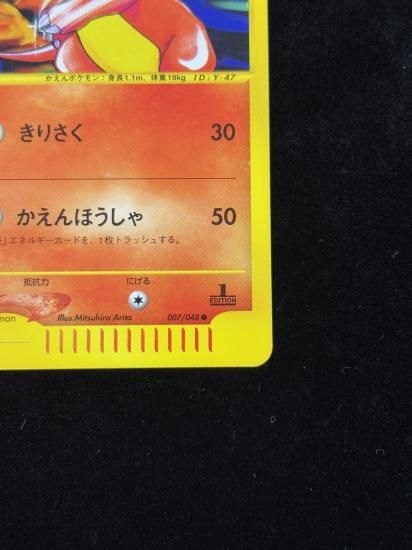 かえんポケモン：身長1.1m、体重19kg ID:Y-47
きりさく 30
かえんほうしゃ 50
」エネルギーカードを、1枚トラッシュする。
抵抗力 にげる
1 EDITION
mon Illus.Mitsuhiro Arita 007/048